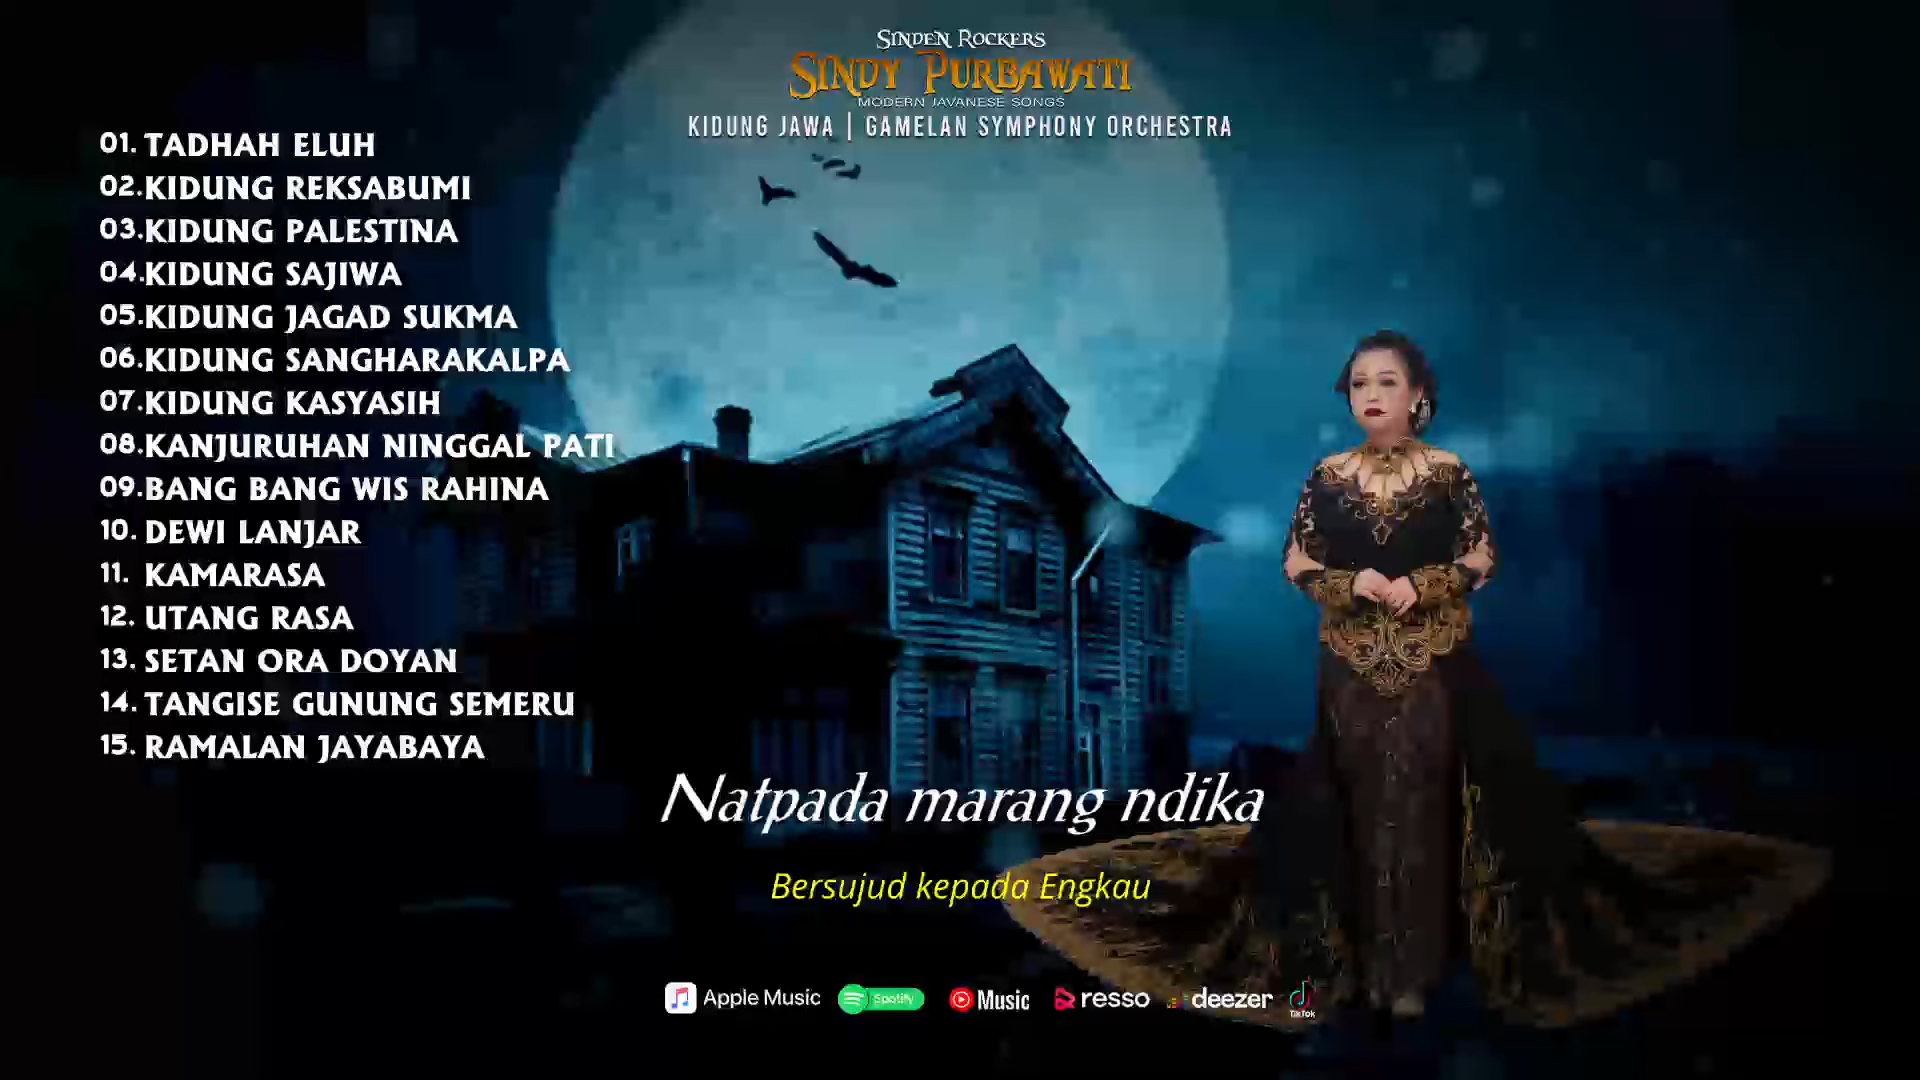 SINDEN ROCKERS
SINDY PURBAWATI
MODERN JAVANESE SONGS
KIDUNG JAWA | GAMELAN SYMPHONY ORCHESTRA
01. TADHAH ELUH
02. KIDUNG REKSABUMI
03. KIDUNG PALESTINA
04. KIDUNG SAJIWA
05. KIDUNG JAGAD SUKMA
06. KIDUNG SANGHARAKALPA
07. KIDUNG KASYASIH
08. KANJURUHAN NINGGAL PATI
09. BANG BANG WIS RAHINA
10. DEWI LANJAR
11. KAMARASA
12. UTANG RASA
13. SETAN ORA DOYAN
14. TANGISE GUNUNG SEMERU
15. RAMALAN JAYABAYA
Natpada marang ndika
Bersujud kepada Engkau
Apple Music Spotify Music resso deezer TikTok